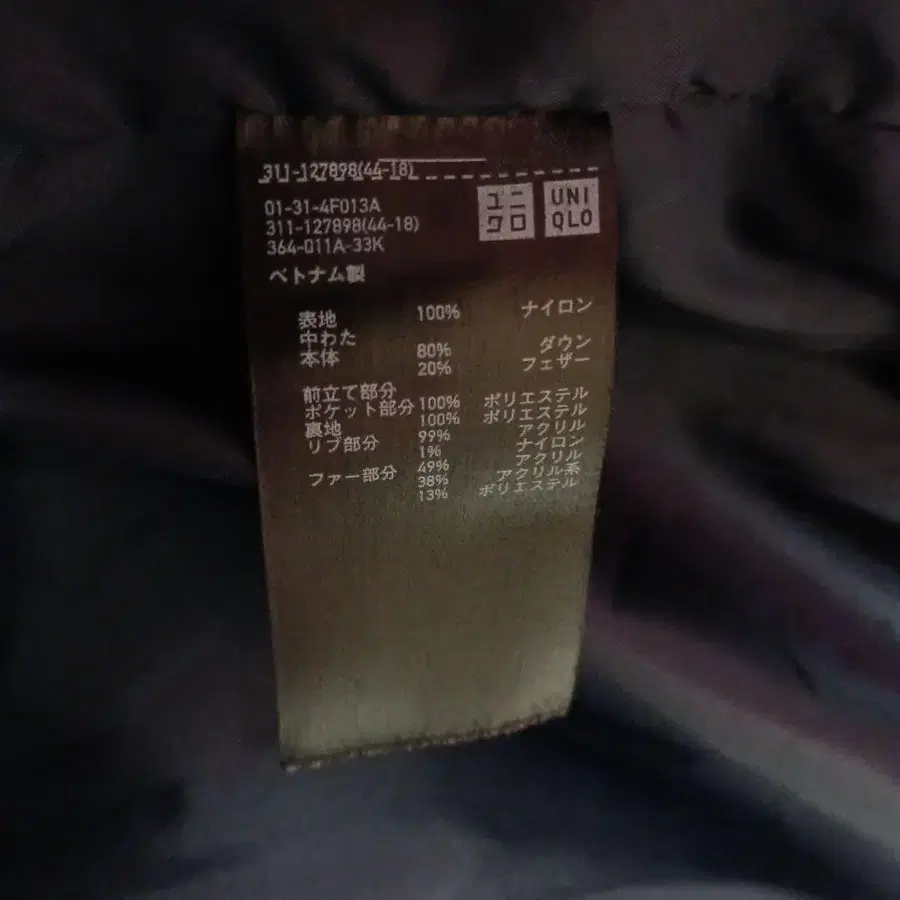 311-127898(44-18)
01-31-4F013A
311-127898(44-18)
364-011A-33K
ユニクロ
UNIQLO
ベトナム製
表地 100% ナイロン
中わた
本体 80% ダウン
20% フェザー
前立て部分
ポケット部分 100% ポリエステル
裏地 100% ポリエステル
リブ部分 99% アクリル
1% ナイロン
ファー部分 49% アクリル
38% アクリル系
13% ポリエステル